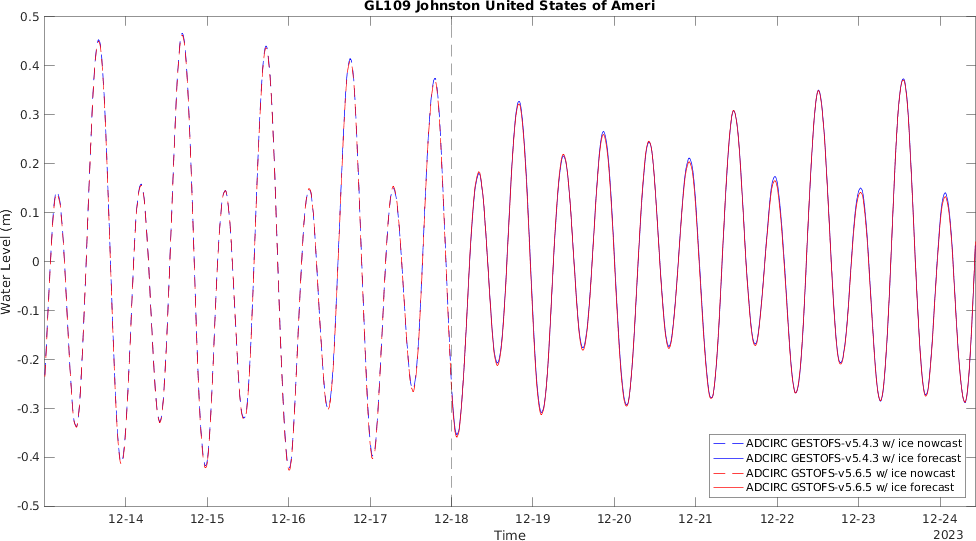 GL109 Johnston United States of Ameri
0.5
0.4
0.3
0.2
0.1
0
-0.1
-0.2
-0.3
-0.4
-0.5
Water Level (m)
ADCIRC GESTOFS-v5.4.3 w/ ice nowcast
ADCIRC GESTOFS-v5.4.3 w/ ice forecast
ADCIRC GSTOFS-v5.6.5 w/ ice nowcast
ADCIRC GSTOFS-v5.6.5 w/ ice forecast
12-14 12-15 12-16 12-17 12-18 12-19 12-20 12-21 12-22 12-23 12-24
Time
2023